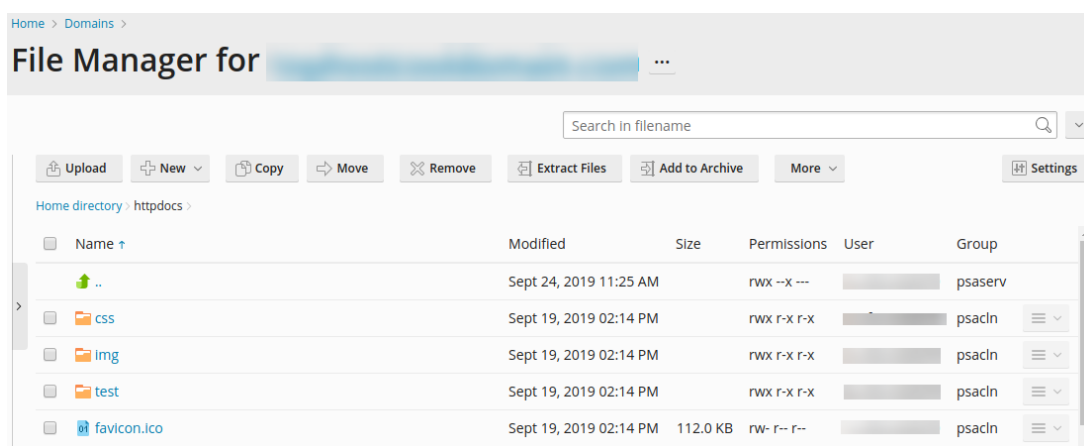 Home > Domains >
File Manager for ...
Search in filename
Upload New Copy Move Remove Extract Files Add to Archive More Settings
Home directory > httpdocs >
Name ↑ Modified Size Permissions User Group
.. Sept 24, 2019 11:25 AM rwx --x --- psaserv
css Sept 19, 2019 02:14 PM rwx r-x r-x psacln
img Sept 19, 2019 02:14 PM rwx r-x r-x psacln
test Sept 19, 2019 02:14 PM rwx r-x r-x psacln
favicon.ico Sept 19, 2019 02:14 PM 112.0 KB rw- r-- r-- psacln